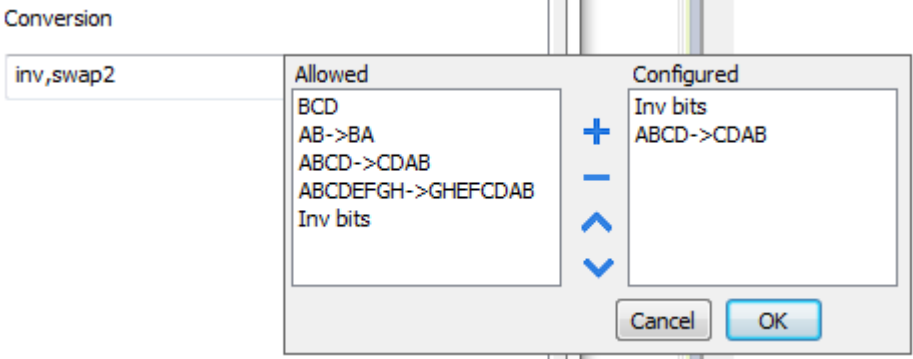 Conversion
inv,swap2
Allowed
BCD
AB->BA
ABCD->CDAB
ABCDEFGH->GHEFCDAB
Inv bits
Configured
Inv bits
ABCD->CDAB
Cancel
OK